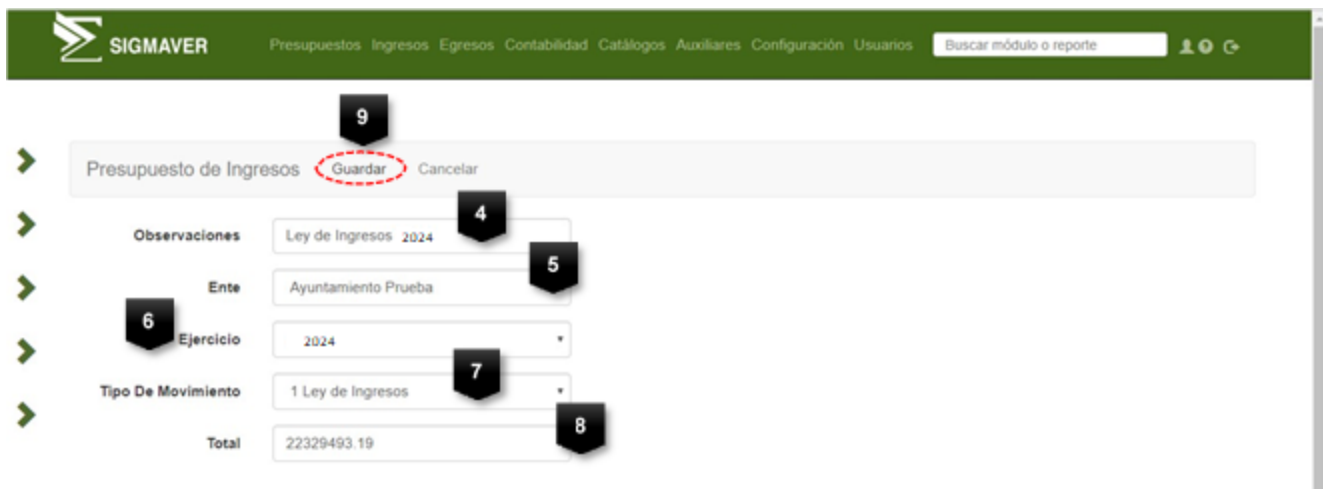 SIGMAVER Presupuestos Ingresos Egresos Contabilidad Catálogos Auxiliares Configuración Usuarios Buscar módulo o reporte
9
Presupuesto de Ingresos Guardar Cancelar
4
Observaciones Ley de Ingresos 2024
5
Ente Ayuntamiento Prueba
6
Ejercicio 2024
7
Tipo De Movimiento 1 Ley de Ingresos
8
Total 22329493.19